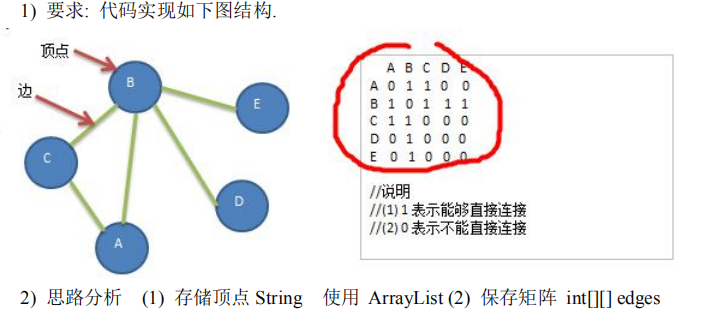 1) 要求: 代码实现如下图结构.
顶点
边
B
E
C
D
A
A B C D E
A 0 1 1 0 0
B 1 0 1 1 1
C 1 1 0 0 0
D 0 1 0 0 0
E 0 1 0 0 0
//说明
//(1) 1 表示能够直接连接
//(2) 0 表示不能直接连接
2) 思路分析 (1) 存储顶点 String 使用 ArrayList (2) 保存矩阵 int[][] edges